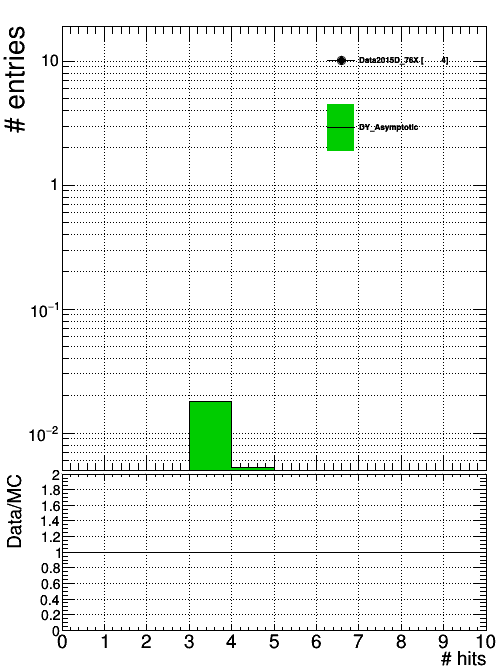 # entries
10
Data2015D_76X [ 4]
DY_Asymptotic
1
10⁻¹
10⁻²
Data/MC
2
1.8
1.6
1.4
1.2
1
0.8
0.6
0.4
0.2
0
0 1 2 3 4 5 6 7 8 9 10
# hits